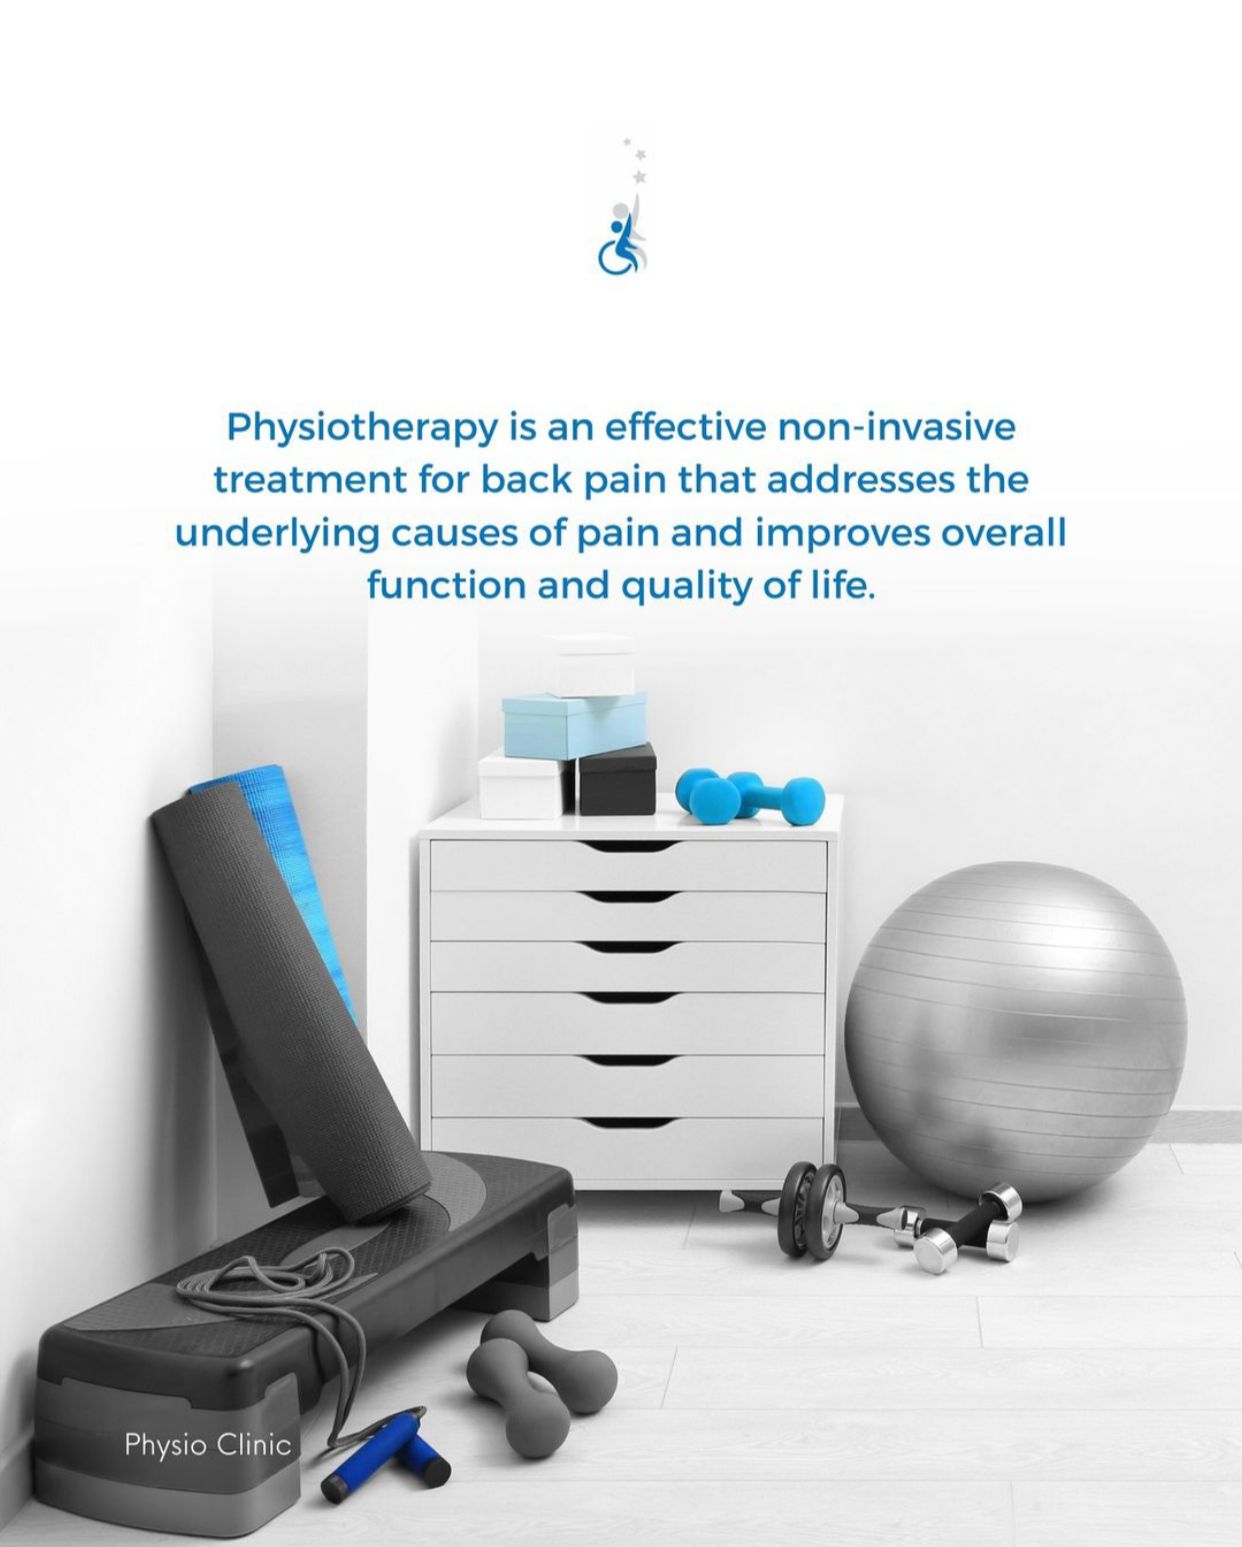 Physiotherapy is an effective non-invasive
treatment for back pain that addresses the
underlying causes of pain and improves overall
function and quality of life.
Physio Clinic